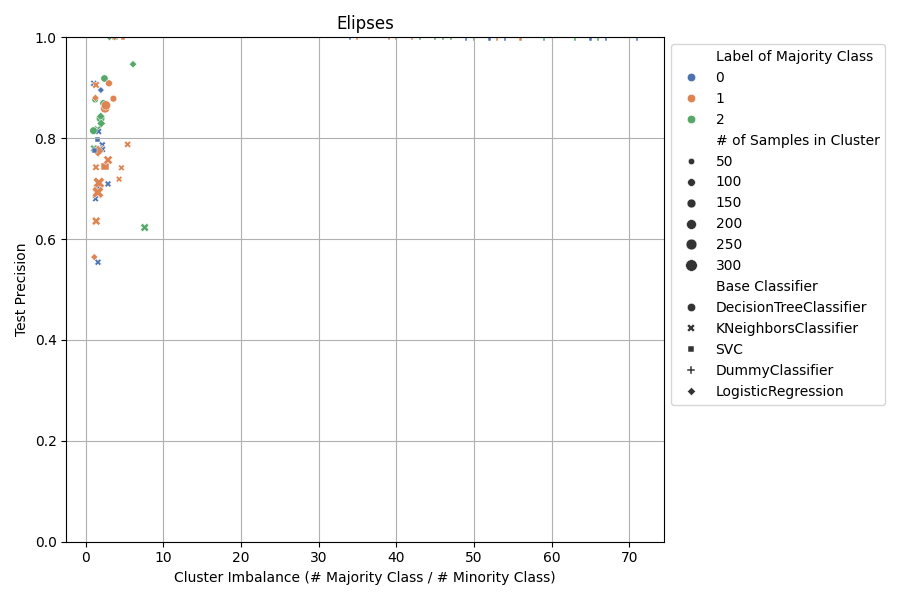 Elipses
1.0
0.8
0.6
0.4
0.2
0.0
Test Precision
0
10
20
30
40
50
60
70
Cluster Imbalance (# Majority Class / # Minority Class)
Label of Majority Class
0
1
2
# of Samples in Cluster
50
100
150
200
250
300
Base Classifier
DecisionTreeClassifier
KNeighborsClassifier
SVC
DummyClassifier
LogisticRegression